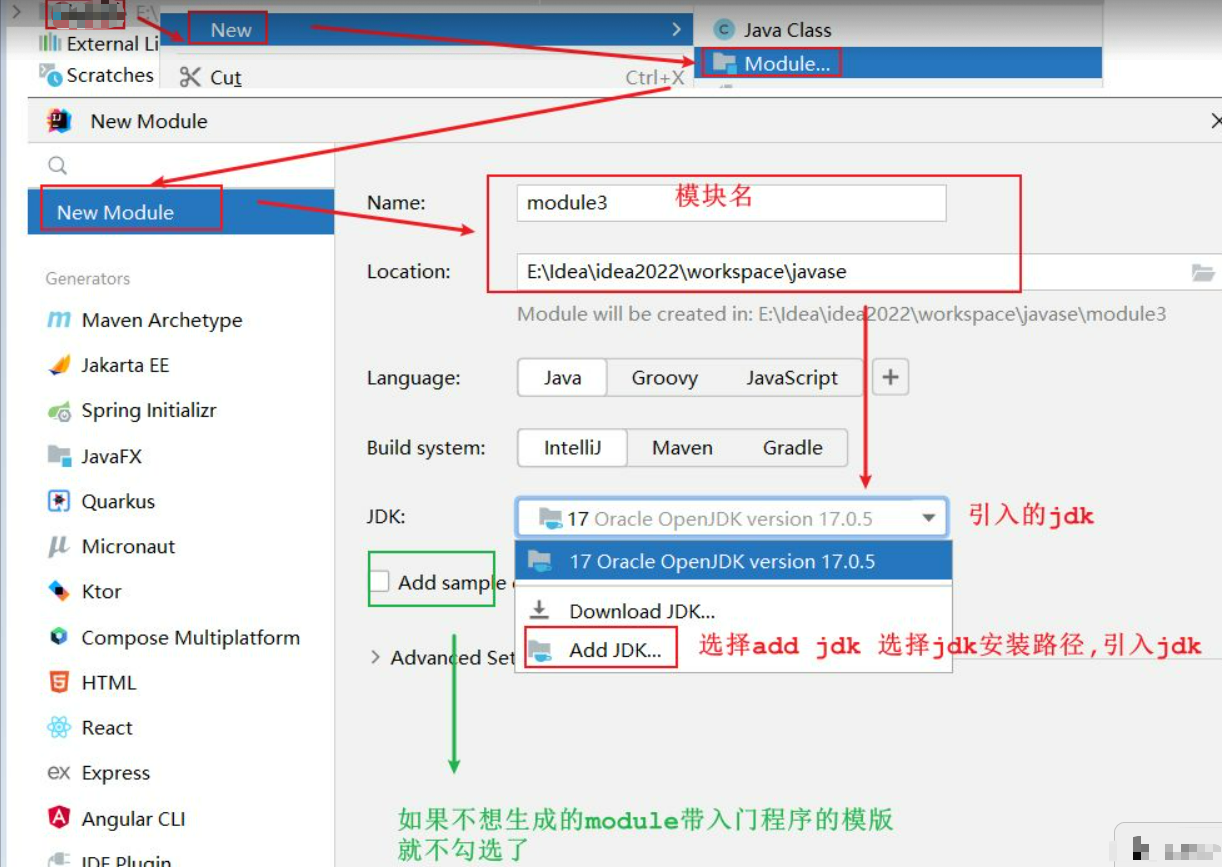 E:\
New
Java Class
External Li
Module...
Scratches
Cut
Ctrl+X
New Module
New Module
Name:
module3
模块名
Location:
E:\Idea\idea2022\workspace\javase
Module will be created in: E:\Idea\idea2022\workspace\javase\module3
Generators
Maven Archetype
Jakarta EE
Spring Initializr
JavaFX
Quarkus
Micronaut
Ktor
Compose Multiplatform
HTML
React
ex Express
Angular CLI
IDE Plugin
Language:
Java
Groovy
JavaScript
Build system:
IntelliJ
Maven
Gradle
JDK:
17 Oracle OpenJDK version 17.0.5
引入的jdk
17 Oracle OpenJDK version 17.0.5
Add sample
Download JDK...
Add JDK...
选择add jdk 选择jdk安装路径,引入jdk
Advanced Set
如果不想生成的module带入门程序的模版
就不勾选了